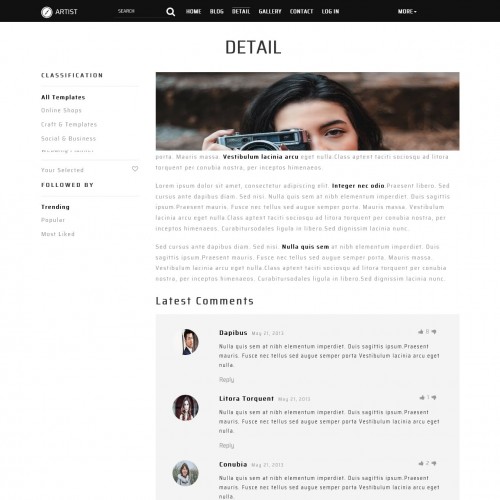 ARTIST
SEARCH
HOME
BLOG
DETAIL
GALLERY
CONTACT
LOG IN
MORE
DETAIL
CLASSIFICATION
All Templates
Online Shops
Craft & Templates
Social & Business
Wedding Planner
Your Selected
FOLLOWED BY
Trending
Popular
Most Liked
porta. Mauris massa. Vestibulum lacinia arcu eget nulla.Class aptent taciti sociosqu ad litora
torquent per conubia nostra, per inceptos himenaeos.
Lorem ipsum dolor sit amet, consectetur adipiscing elit. Integer nec odio.Praesent libero. Sed
cursus ante dapibus diam. Sed nisi. Nulla quis sem at nibh elementum imperdiet. Duis sagittis
ipsum.Praesent mauris. Fusce nec tellus sed augue semper porta. Mauris massa. Vestibulum
lacinia arcu eget nulla.Class aptent taciti sociosqu ad litora torquent per conubia nostra, per
inceptos himenaeos. Curabitursodales ligula in libero.Sed dignissim lacinia nunc.
Sed cursus ante dapibus diam. Sed nisi. Nulla quis sem at nibh elementum imperdiet. Duis
sagittis ipsum.Praesent mauris. Fusce nec tellus sed augue semper porta. Mauris massa.
Vestibulum lacinia arcu eget nulla.Class aptent taciti sociosqu ad litora torquent per conubia
nostra, per inceptos himenaeos. Curabitursodales ligula in libero.Sed dignissim lacinia nunc.
Latest Comments
Dapibus May 21, 2013
Nulla quis sem at nibh elementum imperdiet. Duis sagittis ipsum.Praesent
mauris. Fusce nec tellus sed augue semper porta Vestibulum lacinia arcu eget
nulla.
Reply
Litora Torquent May 21, 2013
Nulla quis sem at nibh elementum imperdiet. Duis sagittis ipsum.Praesent
mauris. Fusce nec tellus sed augue semper porta Vestibulum lacinia arcu eget
nulla.
Reply
Conubia May 21, 2013
2
Nulla quis sem at nibh elementum imperdiet. Duis sagittis ipsum.Praesent
mauris. Fusce nec tellus sed augue semper porta Vestibulum lacinia arcu eget
nulla.